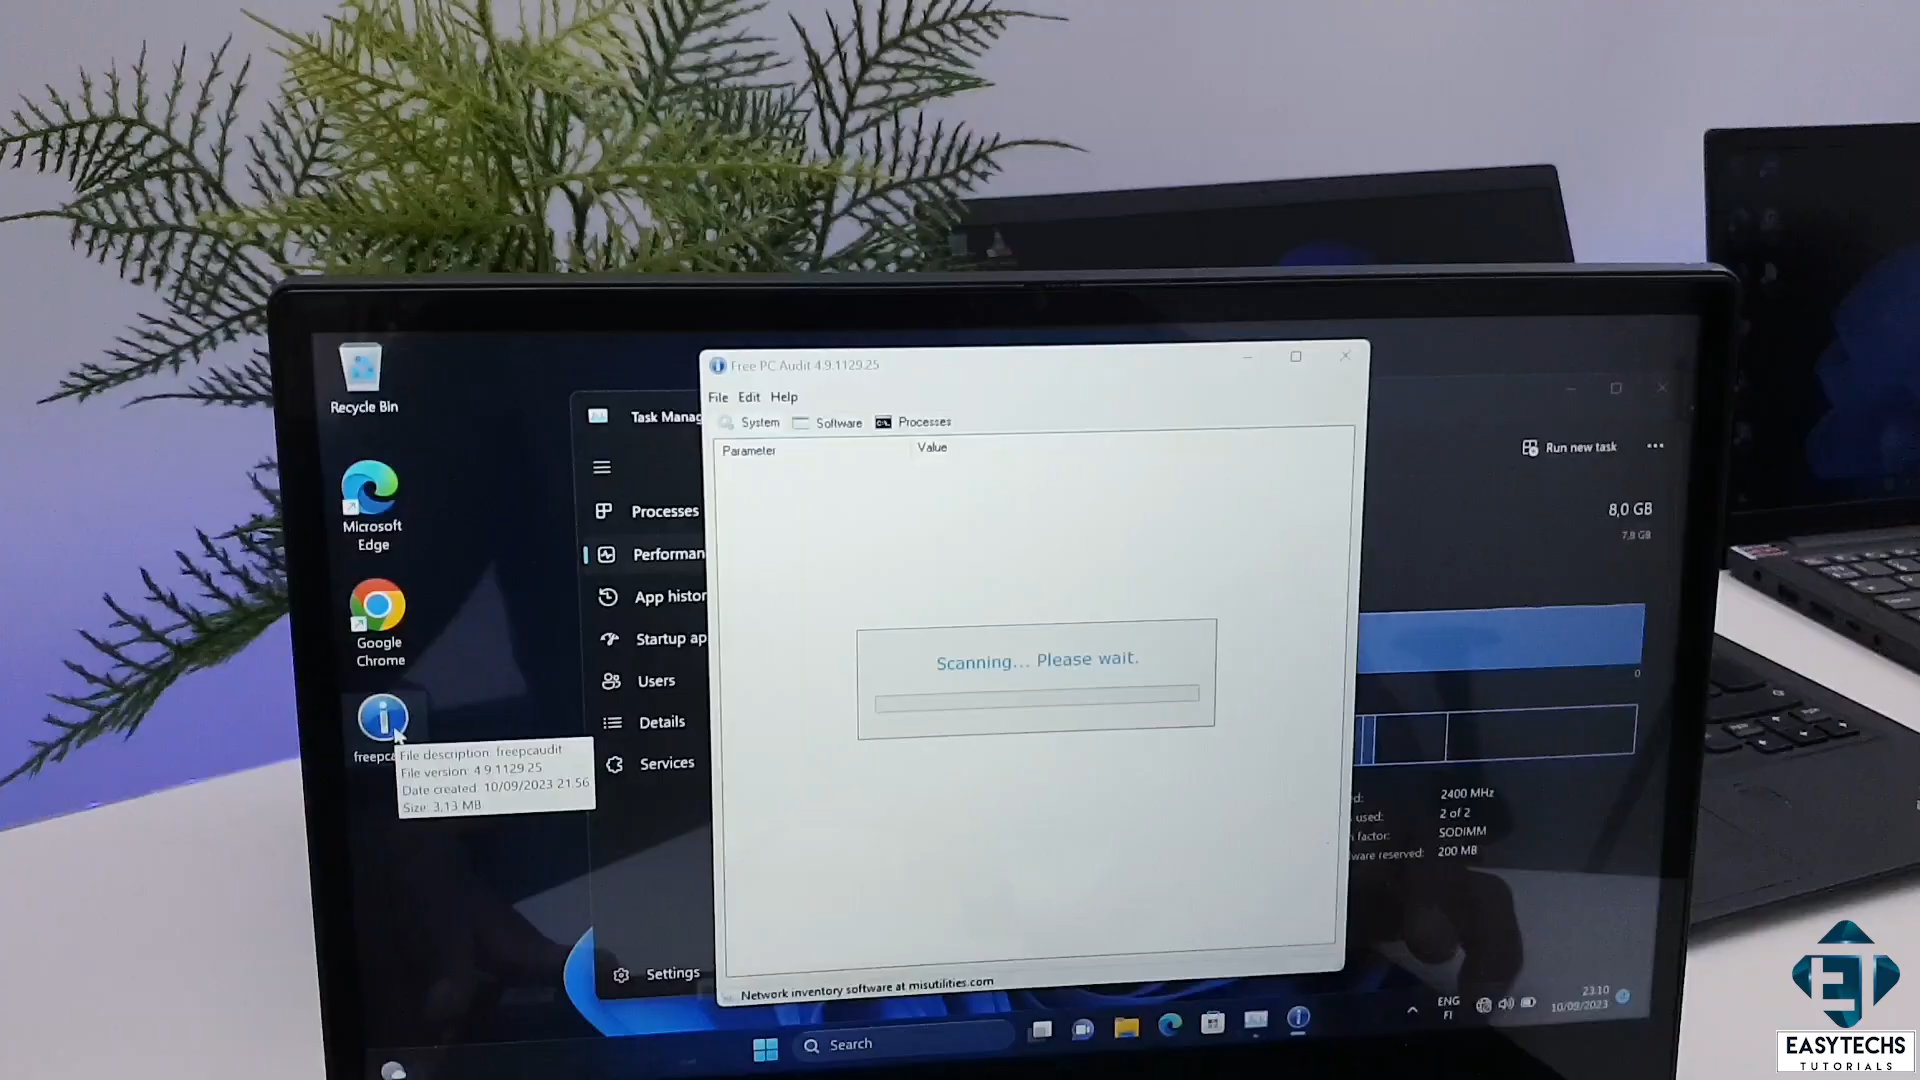 Recycle Bin
Microsoft
Edge
Google
Chrome
freepca
File description: freepcaudit
File version: 4.9.1129.25
Date created: 10/09/2023 21.56
Size: 3,13 MB
Task Manag
Processes
Performan
App histor
Startup ap
Users
Details
Services
Settings
Free PC Audit 4.9.1129.25
File Edit Help
System Software Processes
Parameter Value
Scanning... Please wait.
Network inventory software at misutilities.com
Run new task
8,0 GB
7,8 GB
0
d: 2400 MHz
used: 2 of 2
factor: SODIMM
ware reserved: 200 MB
Search
ENG
FI
23.10
10/09/2023
EASYTECHS
TUTORIALS